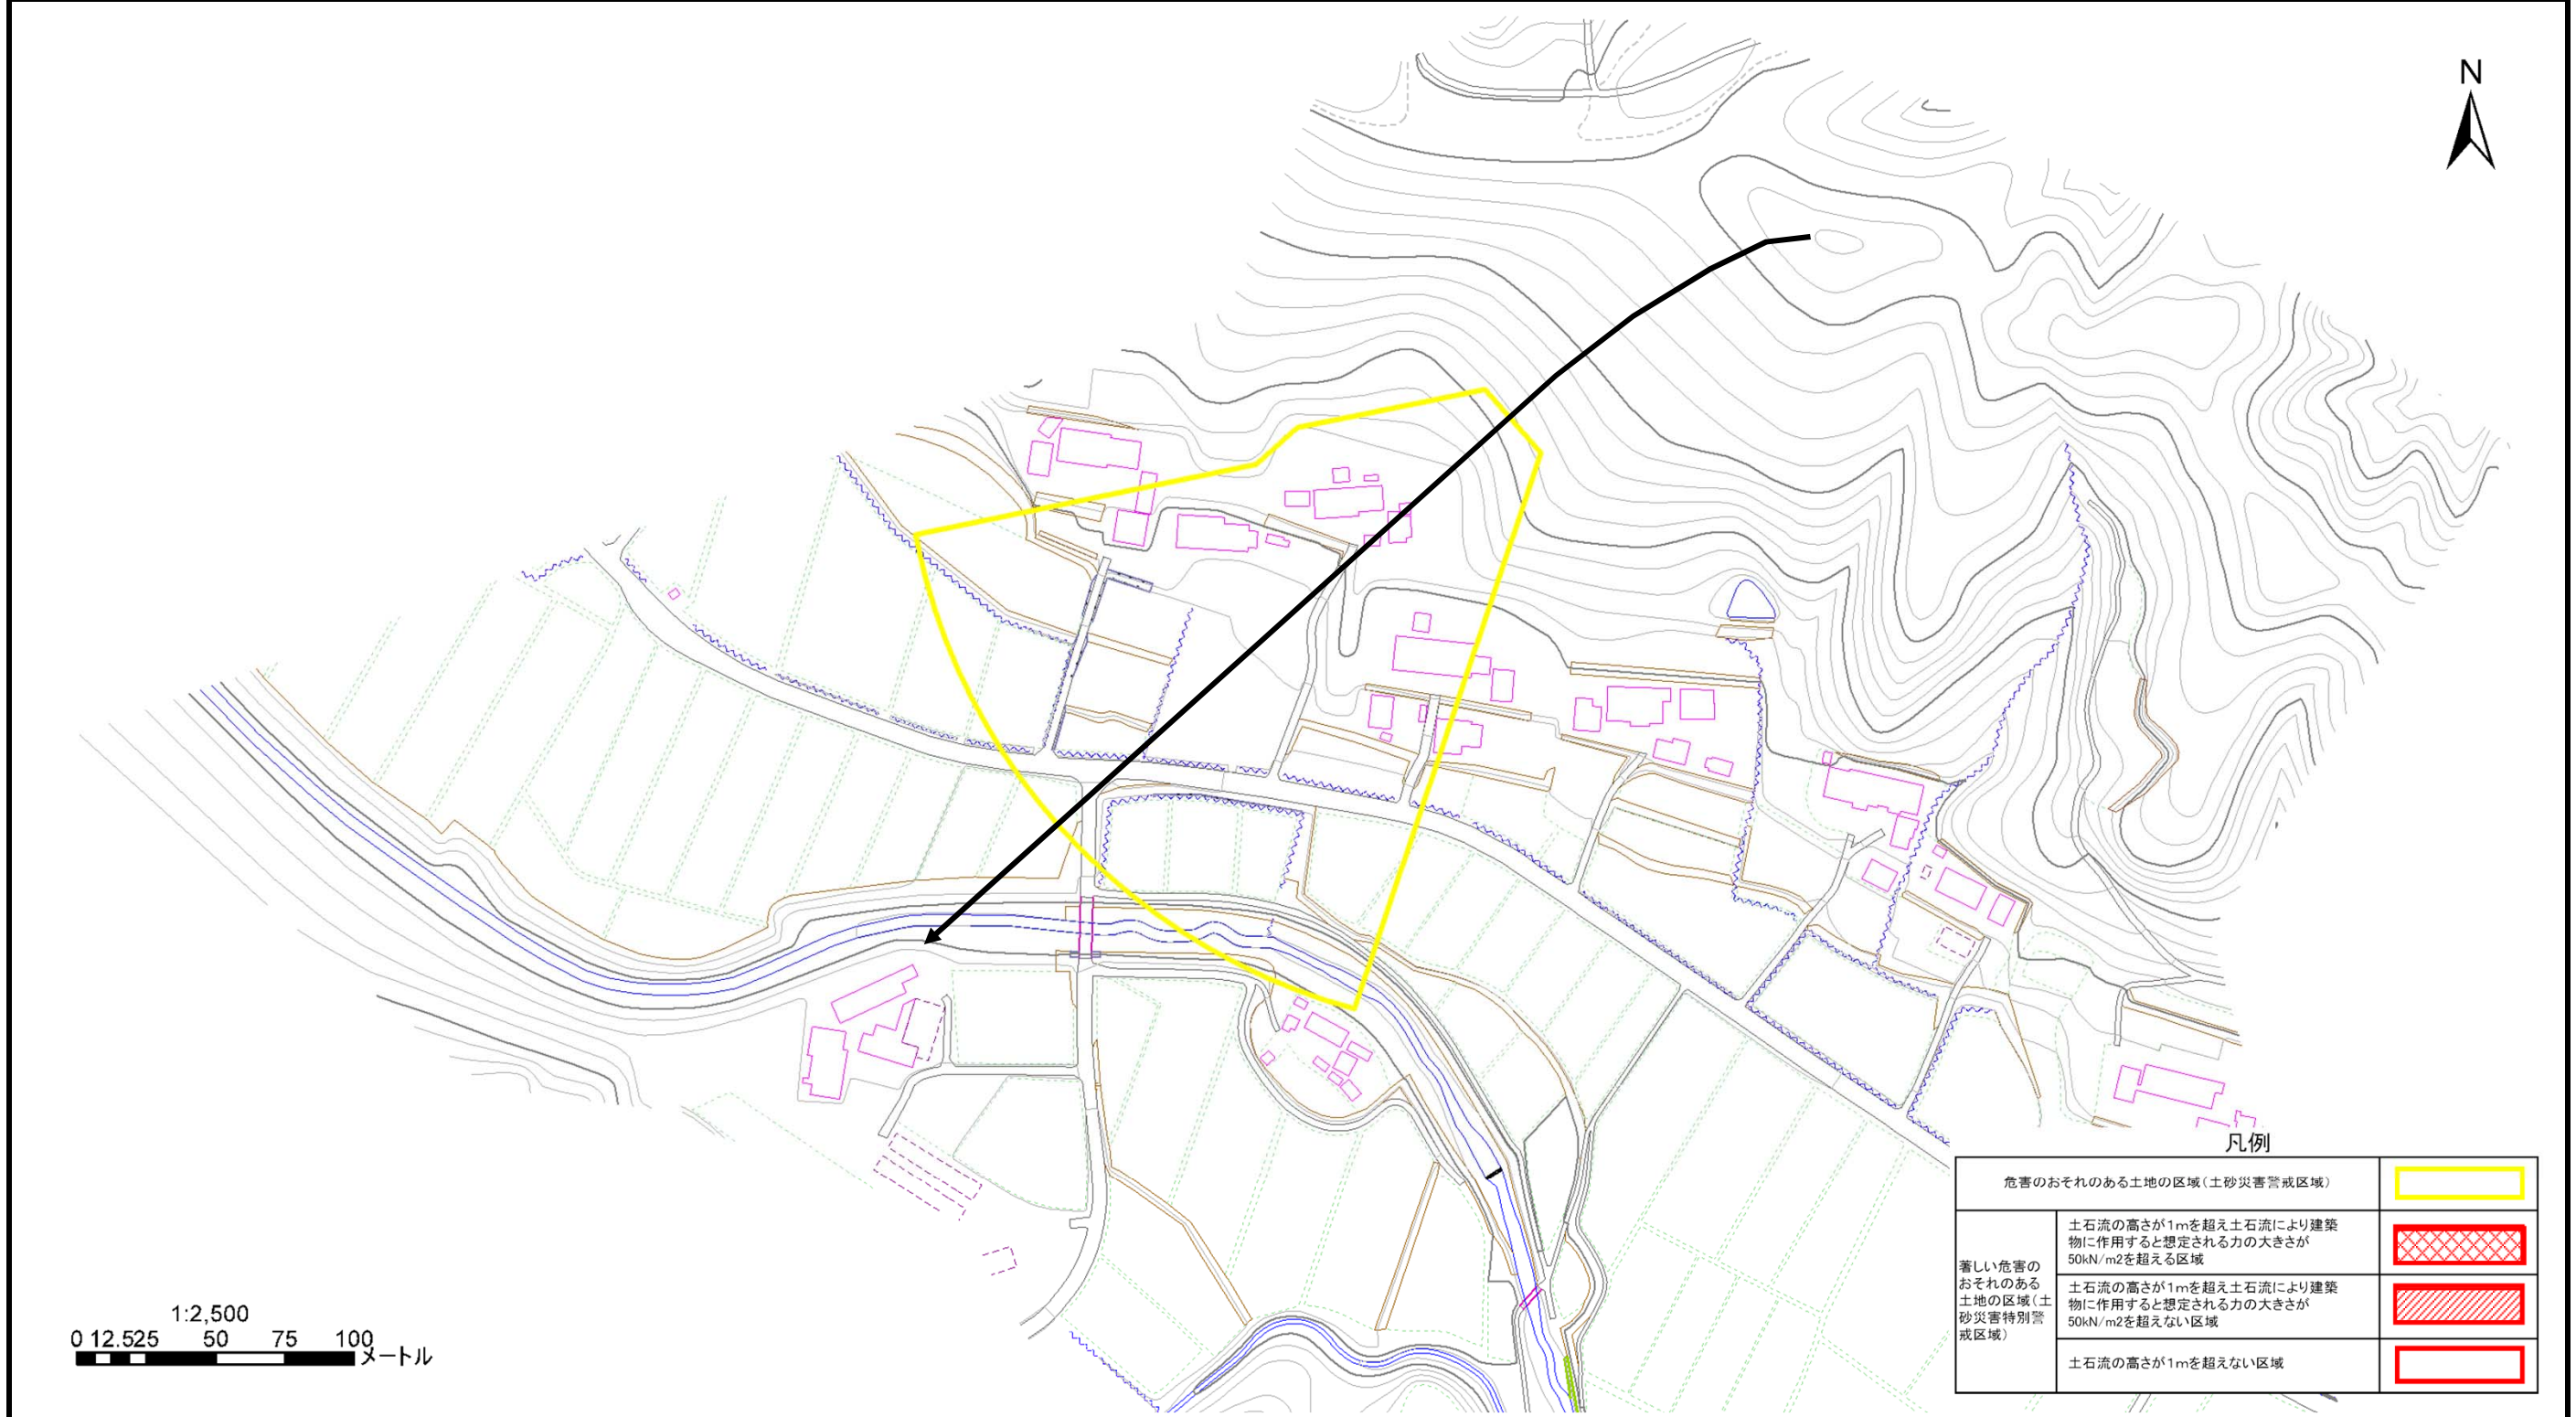 N
凡例
危害のおそれのある土地の区域(土砂災害警戒区域)
著しい危害の
おそれのある
土地の区域(土
砂災害特別警
戒区域)
土石流の高さが1mを超え土石流により建築
物に作用すると想定される力の大きさが
50kN/m2を超える区域
土石流の高さが1mを超え土石流により建築
物に作用すると想定される力の大きさが
50kN/m2を超えない区域
土石流の高さが1mを超えない区域
1:2,500
0 12.525 50 75 100
メートル